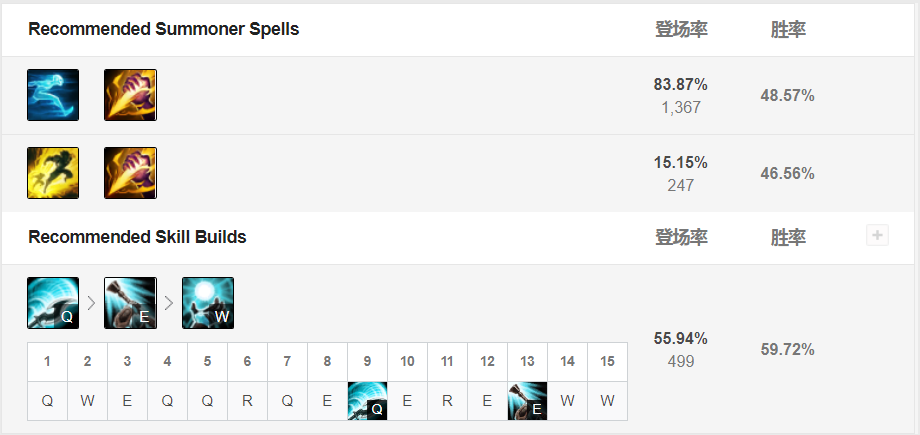 Recommended Summoner Spells 登场率 胜率
83.87%
1,367
48.57%
15.15%
247
46.56%
Recommended Skill Builds 登场率 胜率
Q E W
55.94%
499
59.72%
1 2 3 4 5 6 7 8 9 10 11 12 13 14 15
Q W E Q Q R Q E Q E R E E W W